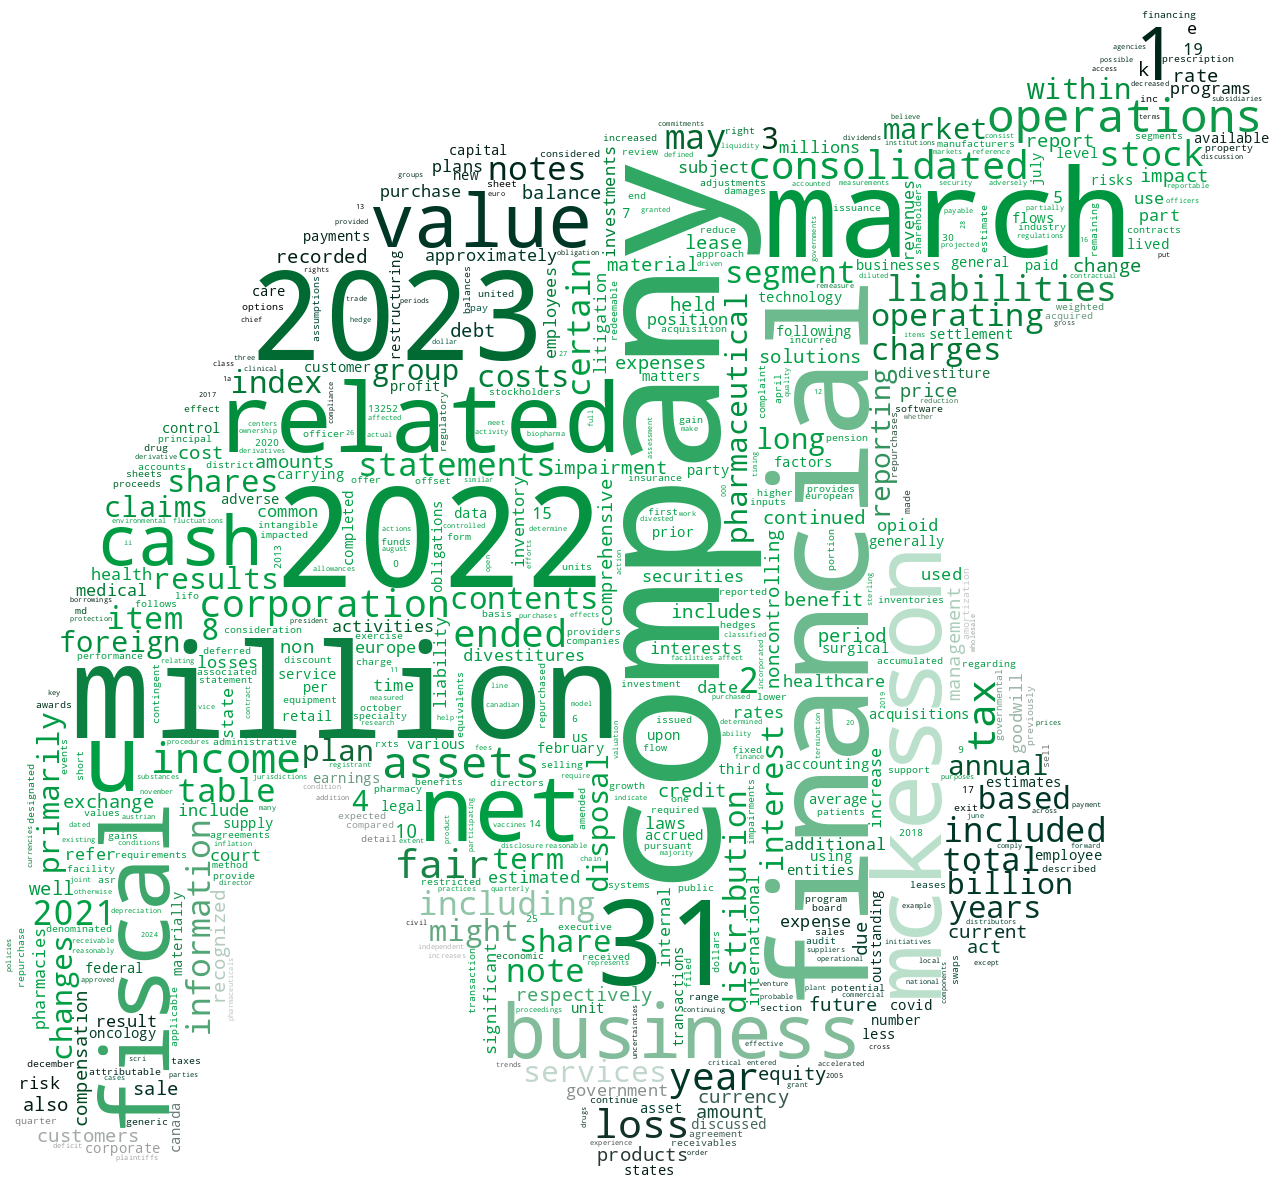 financing
agencies
1
e
19
possible
prescription
access
k
rate
decreased
programs
within
inc
subsidiaries
operations
terms
commitments
believe
may
right
3
dividends
market
consist
report
available
increased
millions
institutions
manufacturers
segments
property
capital
considered
notes
review
defined
liquidity
subject
consolidated
markets
reference
level
stock
discussion
groups
plans
new
investments
adjustments
accounted
measurements
security
adversely
july
risks
impact
reportable
sheet
euro
purchase
balance
end
damages
march
5
use
officers
13
value
7
granted
issuance
payable
28
partially
part
provided
obligation
reduce
governments
revenues
shareholders
30
flows
industry
contracts
payments
lease
projected
estimate
regulations
16
remaining
lived
recorded
approximately
approach
rights
restructuring
material
driven
segment
businesses
general
paid
change
put
care
assumptions
2023
balances
united
employees
certain
litigation
redeemable
company
held
remeasure
diluted
liabilities
contractual
options
trade
periods
pay
technology
weighted
acquired
chief
hedge
dollar
debt
position
acquisition
following
operating
gross
three
clinical
customer
group
27
expenses
incurred
items
settlement
class
1a
index
profit
costs
matters
solutions
charges
divestiture
2017
compliance
stockholders
pharmaceutical
complaint
april
quality
12
reporting
price
reduction
effect
13252
affected
related
full
gain
make
software
whether
control
centers
ownership
officer
26
regulatory
meet
activity
biopharma
assessment
long
pension
repurchases
principal
2020
derivatives
actual
drug
cost
derivative
district
amounts
statements
impairment
party
timing
factors
accounts
carrying
offer
offset
similar
insurance
sheets
proceeds
shares
000
higher
provides
inputs
european
adverse
claims
common
2022
inventory
data
15
comprehensive
first
work
divested
prior
continued
made
environmental
fluctuations
intangible
impacted
completed
actions
controlled
determine
opioid
cash
ii
2013
funds
august
form
efforts
open
noncontrolling
portion
generally
0
obligations
health
results
allowances
units
action
securities
financial
mckesson
medical
lifo
corporation
contents
reported
benefit
sterling
used
borrowings
md
follows
president
basis
purchases
effects
includes
hedges
inventories
amortization
wholesale
protection
item
8
consideration
activities
ended
providers
classified
period
management
foreign
deferred
exercise
companies
interests
surgical
performance
relating
non
discount
europe
liability
divestitures
facilities
affect
incorporated
accumulated
regarding
losses
associated
service
charge
11
date
2
healthcare
governmental
key
contingent
statement
per
time
investment
purchased
lower
2019
goodwill
previously
awards
million
state
contract
equipment
measured
line
canadian
repurchased
model
issued
rates
acquisitions
tax
vice
retail
october
specialty
help
equivalents
6
upon
determined
termination
20
prices
primarily
events
u
procedures
administrative
research
rxts
various
us
february
valuation
flow
ability
fixed
finance
accounting
9
sell
short
income
plan
registrant
fees
selling
third
support
annual
substances
jurisdictions
earnings
assets
require
disposal
growth
interest
increase
purposes
estimates
designated
exchange
november
table
condition
pharmacy
benefits
directors
indicate
credit
average
17
based
payment
currencies
values
austrian
include
many
addition
4
net
amended
one
required
impairments
patients
exit
across
dated
gains
supply
expected
legal
product
participating
vaccines
14
laws
distribution
2018
june
existing
conditions
agreements
inflation
compared
10
disclosure
reasonable
accrued
additional
included
comply
forward
refer
requirements
court
detail
extent
pursuant
using
facility
method
fair
term
chain
majority
entities
total
employee
well
joint
asr
provide
estimated
systems
described
otherwise
director
restricted
practices
quarterly
public
leases
billion
2021
depreciation
including
31
program
board
example
years
fiscal
information
materially
recognized
civil
might
25
share
executive
internal
international
expense
sales
due
outstanding
distributors
denominated
receivable
reasonably
2024
independent
increases
economic
received
dollars
audit
suppliers
initiatives
current
policies
repurchase
pharmacies
changes
federal
approved
pharmaceuticals
transaction
significant
note
represents
filed
transactions
operational
local
act
components
swaps
except
respectively
range
venture
plant
potential
probable
commercial
result
applicable
proceedings
unit
continuing
section
future
covid
oncology
business
uncertainties
number
december
compensation
scri
taxes
effective
less
cross
attributable
trends
critical
entered
accelerated
risk
cases
parties
services
year
equity
2005
also
sale
government
grant
generic
drugs
continue
currency
quarter
canada
loss
asset
amount
customers
discussed
deficit
corporate
experience
agreement
plaintiffs
products
receivables
order
states